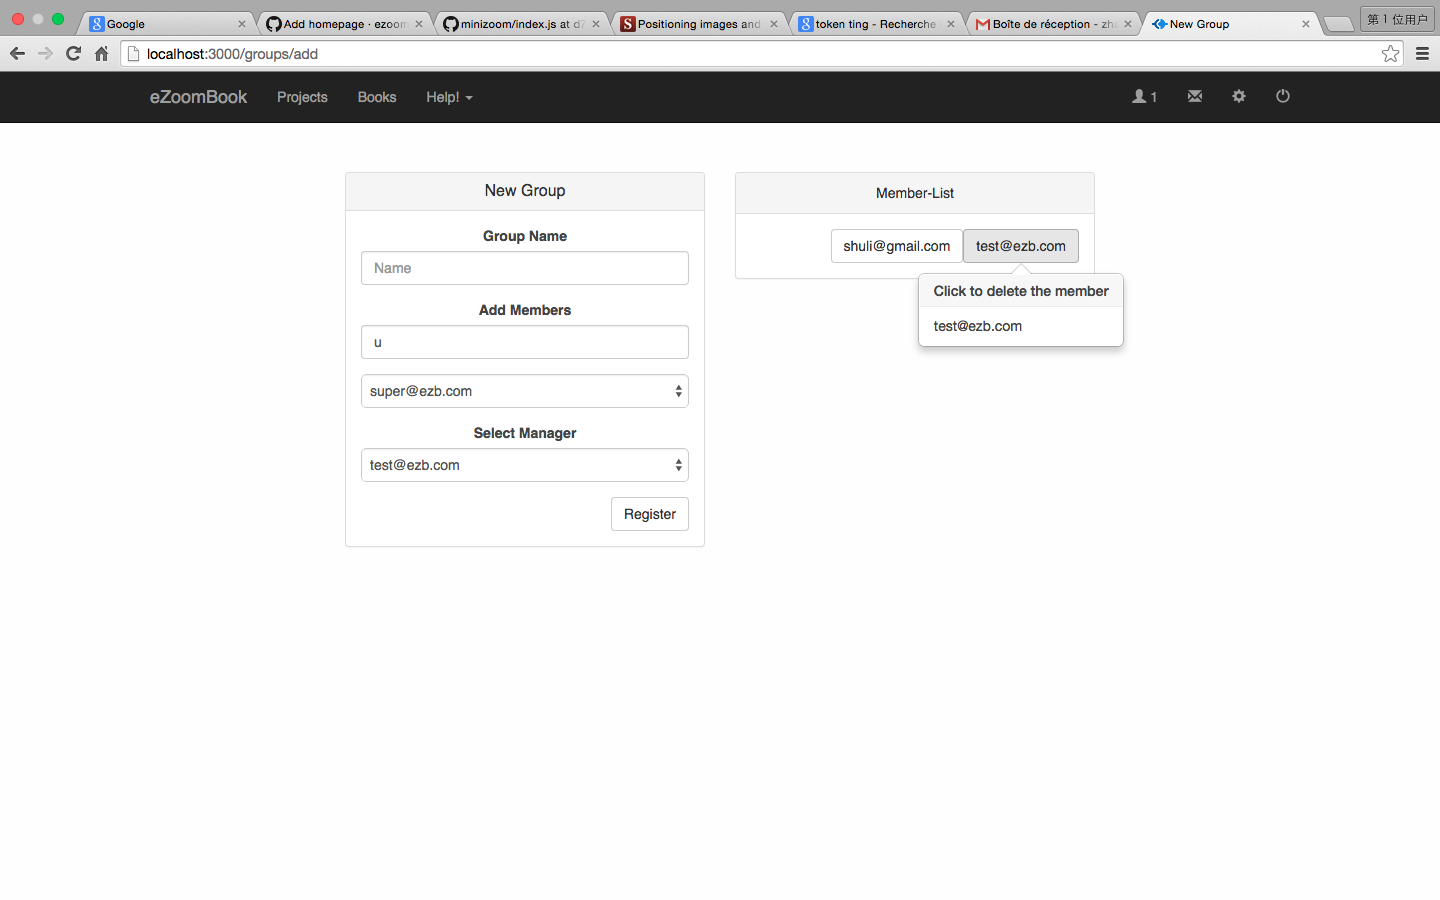 Google
Add homepage · ezoom
minizoom/index.js at d7
Positioning images and
token ting - Recherche
Boîte de réception - zha
New Group
第 1 位用户
localhost:3000/groups/add
eZoomBook
Projects
Books
Help!
1
New Group
Group Name
Name
Add Members
u
super@ezb.com
Select Manager
test@ezb.com
Register
Member-List
shuli@gmail.com
test@ezb.com
Click to delete the member
test@ezb.com